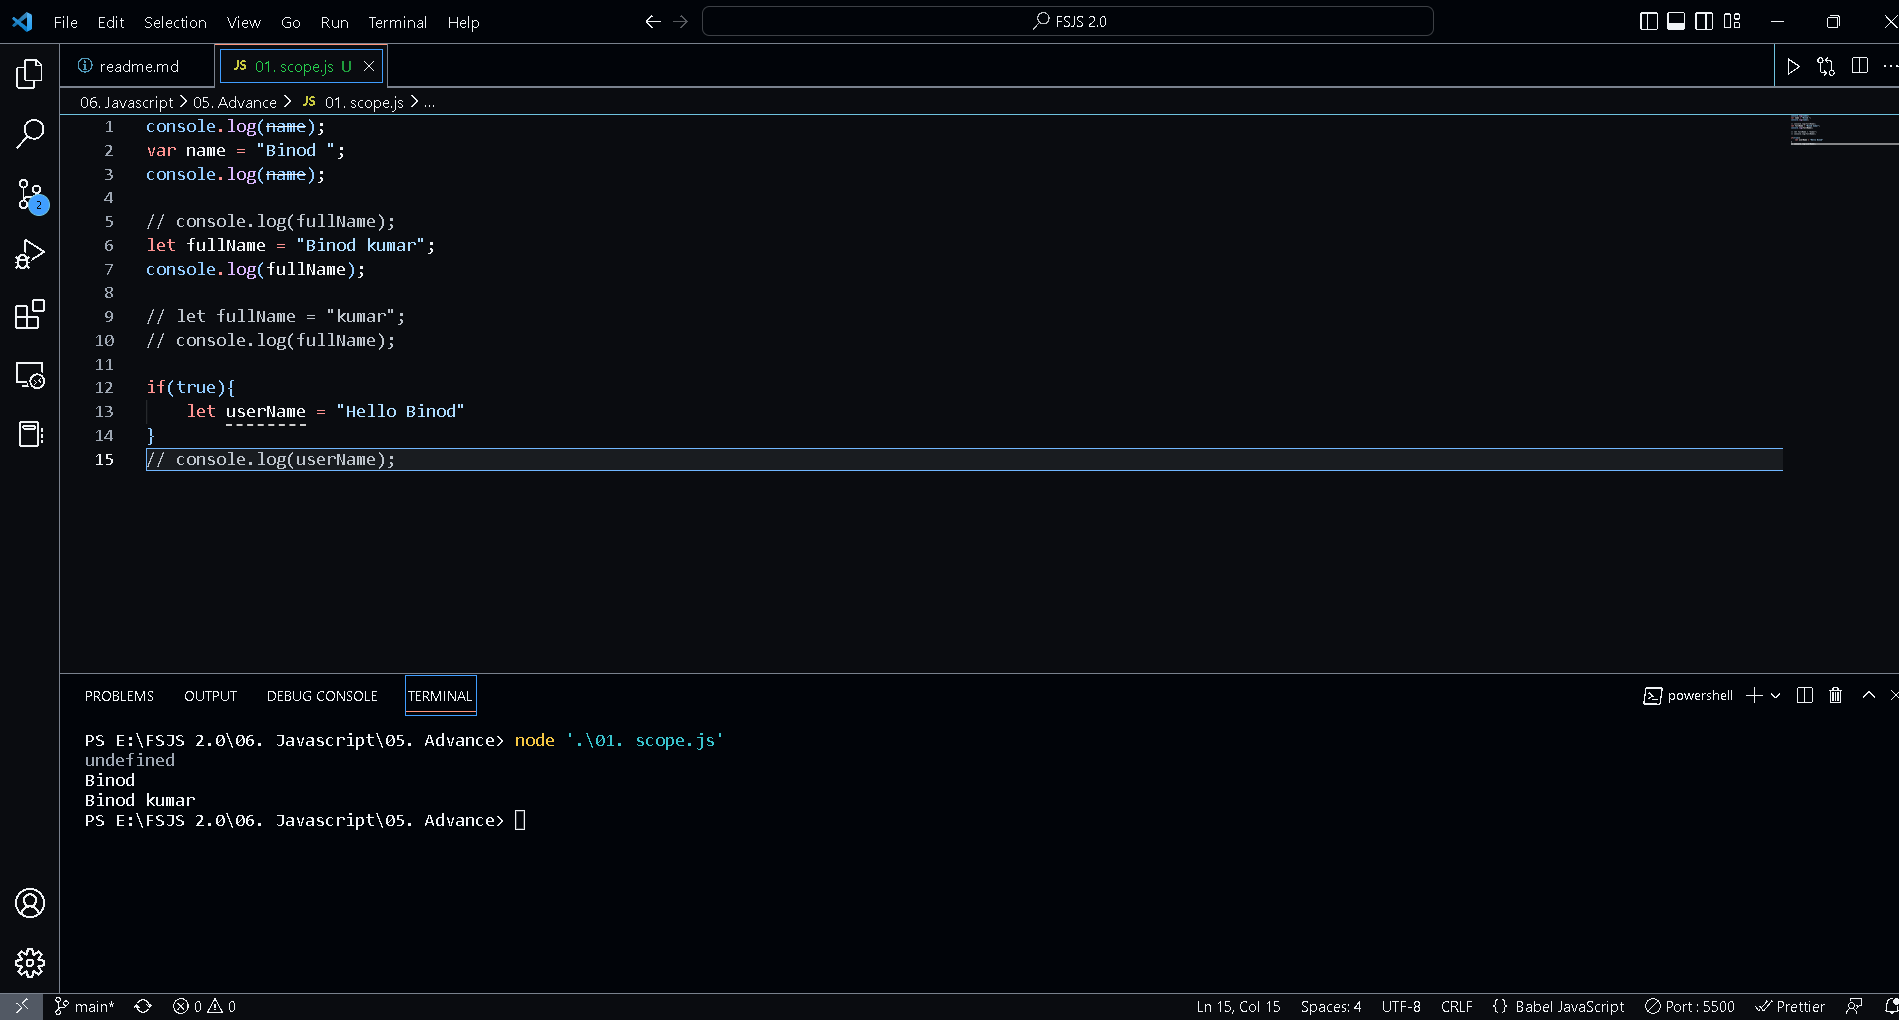 File Edit Selection View Go Run Terminal Help FSJS 2.0
readme.md JS 01. scope.js U
06. Javascript > 05. Advance > JS 01. scope.js > ...
1 console.log(name);
2 var name = "Binod ";
3 console.log(name);
4
5 // console.log(fullName);
6 let fullName = "Binod kumar";
7 console.log(fullName);
8
9 // let fullName = "kumar";
10 // console.log(fullName);
11
12 if(true){
13 let userName = "Hello Binod"
14 }
15 // console.log(userName);
2
PROBLEMS OUTPUT DEBUG CONSOLE TERMINAL powershell
PS E:\FSJS 2.0\06. Javascript\05. Advance> node '.\01. scope.js'
undefined
Binod
Binod kumar
PS E:\FSJS 2.0\06. Javascript\05. Advance>
main* 0 0 Ln 15, Col 15 Spaces: 4 UTF-8 CRLF {} Babel JavaScript Port : 5500 Prettier